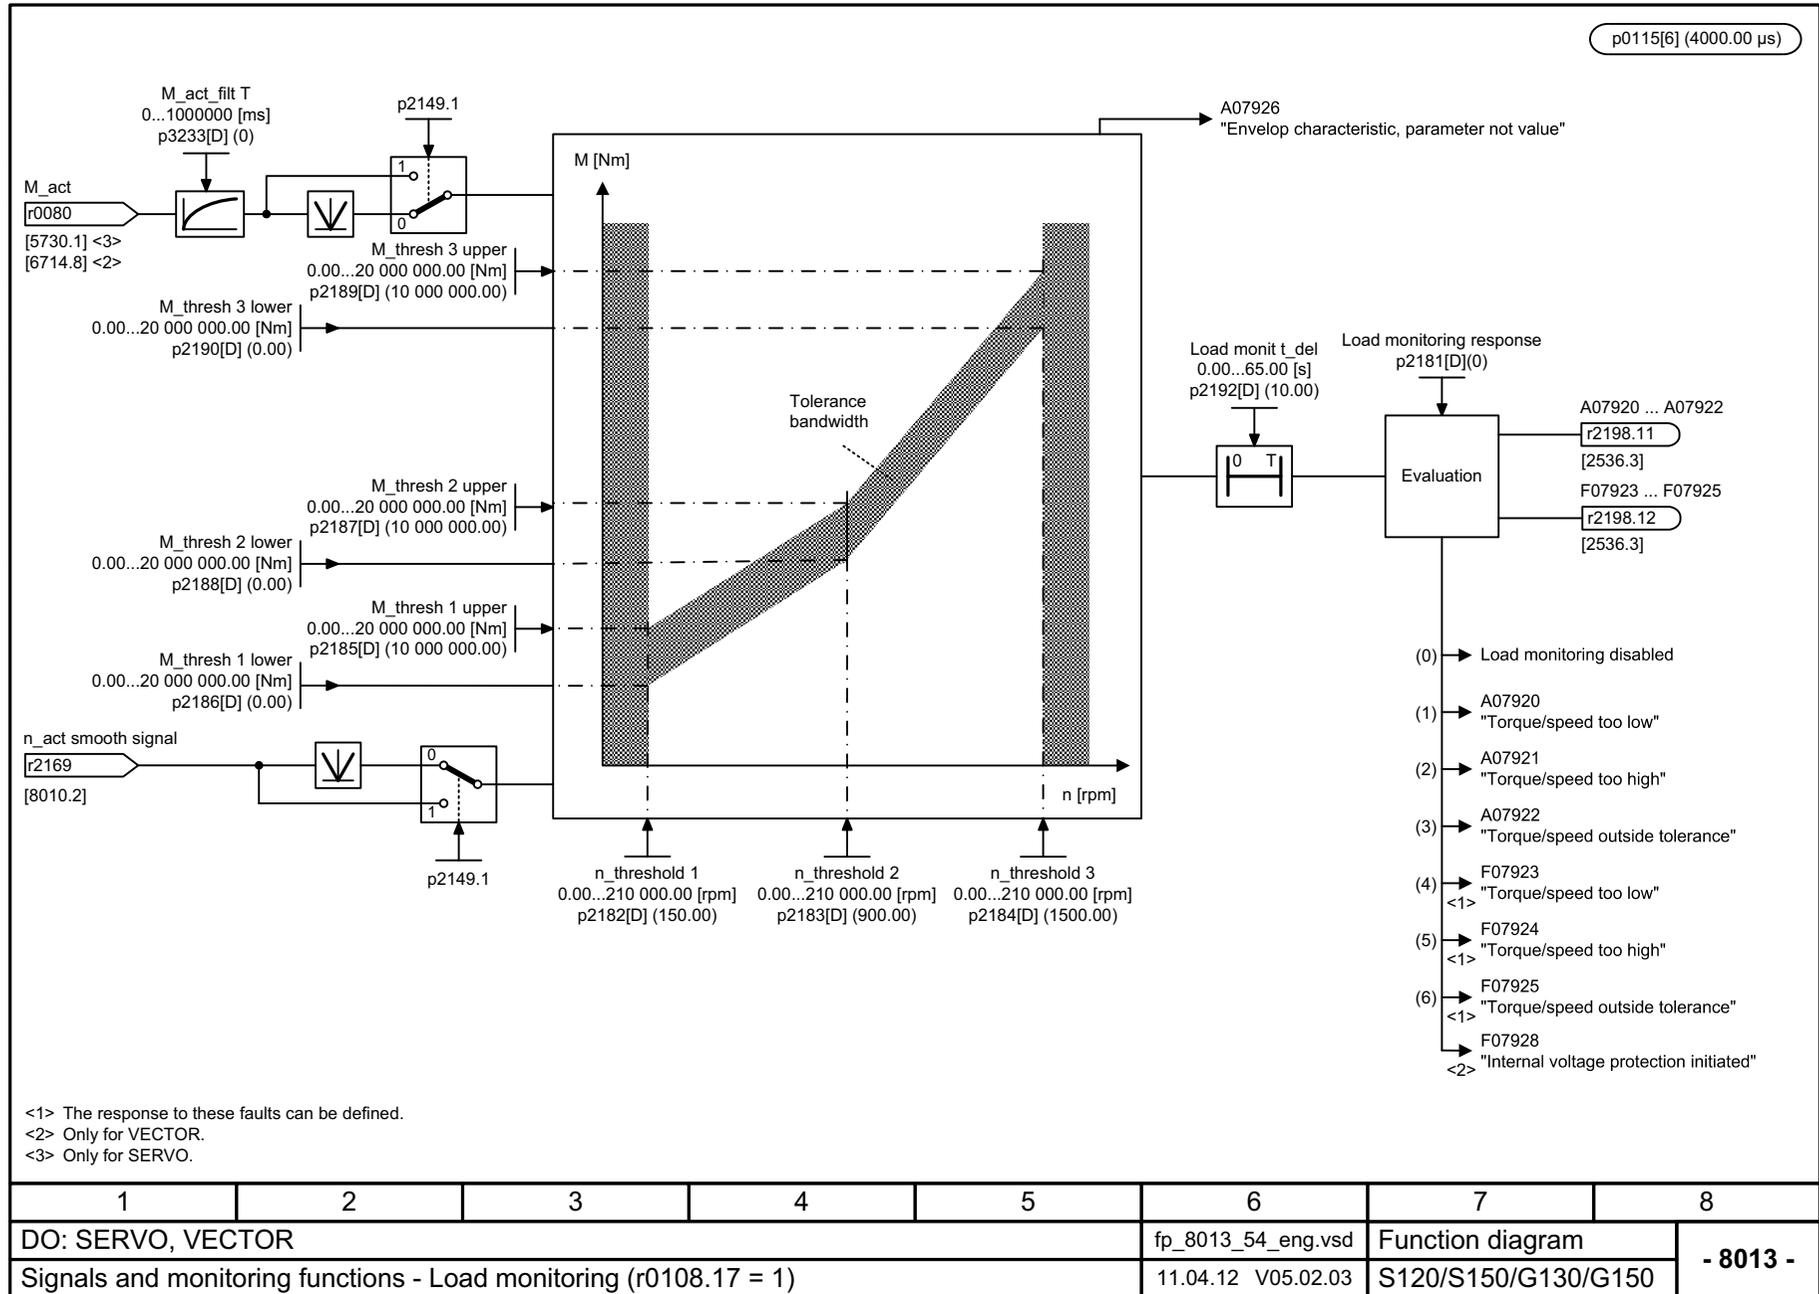 p0115[6] (4000.00 µs)
M_act_filt T
0...1000000 [ms]
p3233[D] (0)
p2149.1
A07926
"Envelop characteristic, parameter not value"
M_act
r0080
[5730.1] <3>
[6714.8] <2>
1
0
M [Nm]
M_thresh 3 upper
0.00...20 000 000.00 [Nm]
p2189[D] (10 000 000.00)
M_thresh 3 lower
0.00...20 000 000.00 [Nm]
p2190[D] (0.00)
Tolerance
bandwidth
M_thresh 2 upper
0.00...20 000 000.00 [Nm]
p2187[D] (10 000 000.00)
M_thresh 2 lower
0.00...20 000 000.00 [Nm]
p2188[D] (0.00)
M_thresh 1 upper
0.00...20 000 000.00 [Nm]
p2185[D] (10 000 000.00)
M_thresh 1 lower
0.00...20 000 000.00 [Nm]
p2186[D] (0.00)
n_act smooth signal
r2169
[8010.2]
0
1
p2149.1
n [rpm]
n_threshold 1
0.00...210 000.00 [rpm]
p2182[D] (150.00)
n_threshold 2
0.00...210 000.00 [rpm]
p2183[D] (900.00)
n_threshold 3
0.00...210 000.00 [rpm]
p2184[D] (1500.00)
Load monit t_del
0.00...65.00 [s]
p2192[D] (10.00)
0 T
Load monitoring response
p2181[D](0)
Evaluation
A07920 ... A07922
r2198.11
[2536.3]
F07923 ... F07925
r2198.12
[2536.3]
(0) Load monitoring disabled
(1) A07920
"Torque/speed too low"
(2) A07921
"Torque/speed too high"
(3) A07922
"Torque/speed outside tolerance"
(4) F07923
<1> "Torque/speed too low"
(5) F07924
<1> "Torque/speed too high"
(6) F07925
<1> "Torque/speed outside tolerance"
F07928
<2> "Internal voltage protection initiated"
<1> The response to these faults can be defined.
<2> Only for VECTOR.
<3> Only for SERVO.
1 2 3 4 5 6 7 8
DO: SERVO, VECTOR
fp_8013_54_eng.vsd
Function diagram
- 8013 -
Signals and monitoring functions - Load monitoring (r0108.17 = 1)
11.04.12 V05.02.03
S120/S150/G130/G150